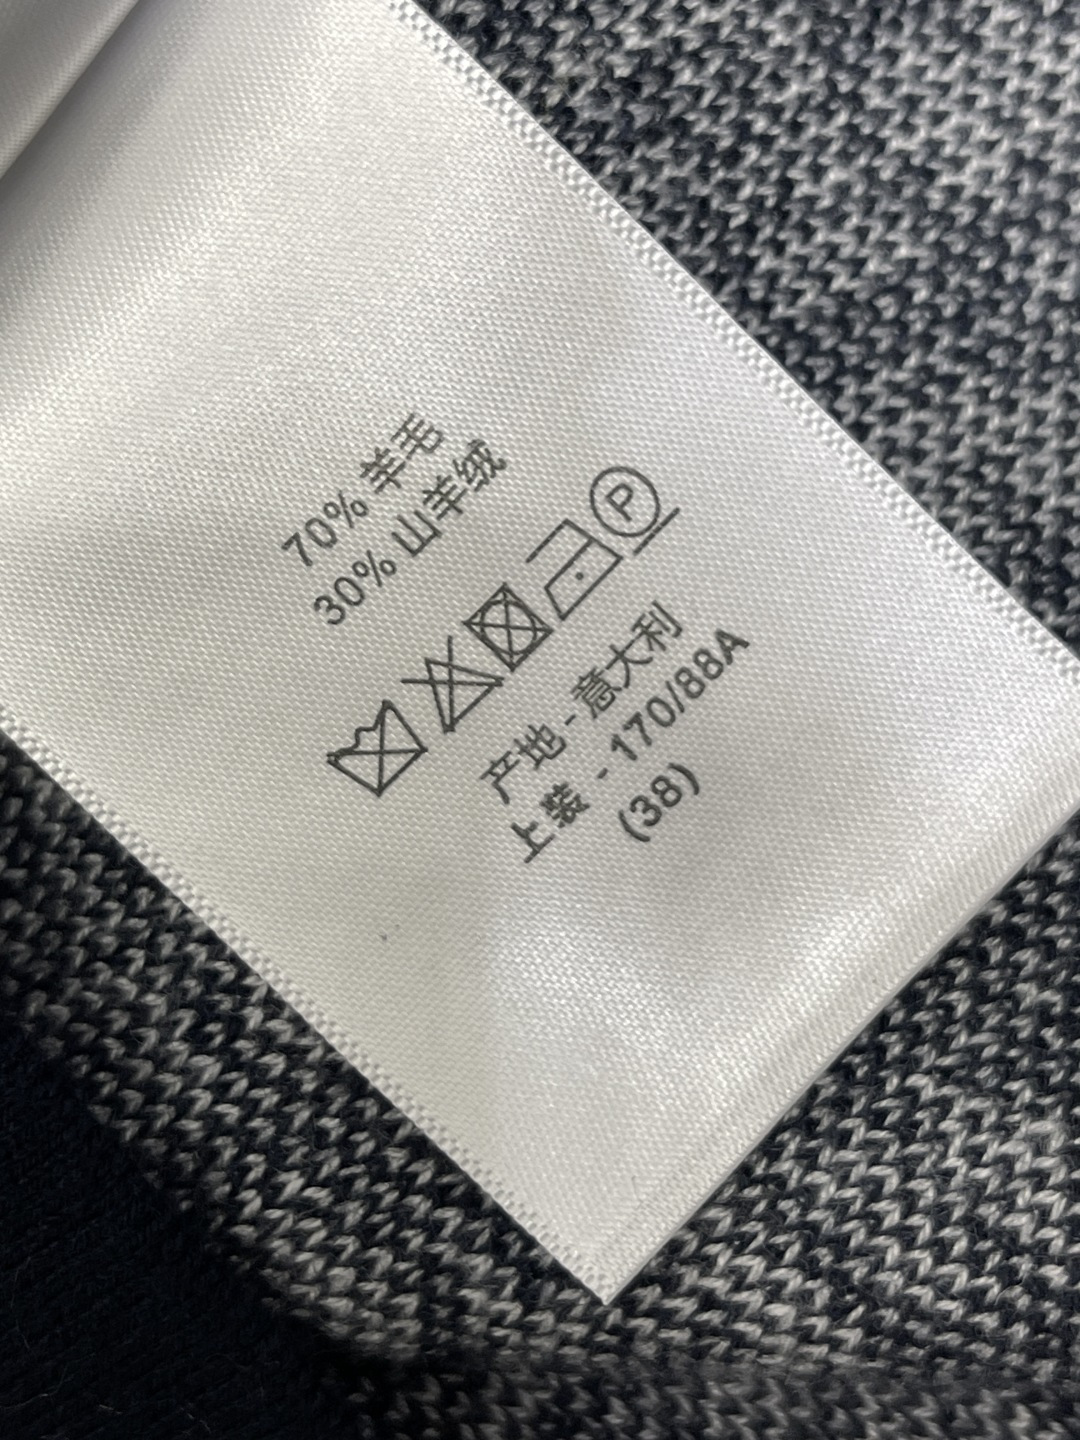 70% 羊毛
30% 山羊绒
P
产地 - 意大利
上装 - 170/88A
(38)